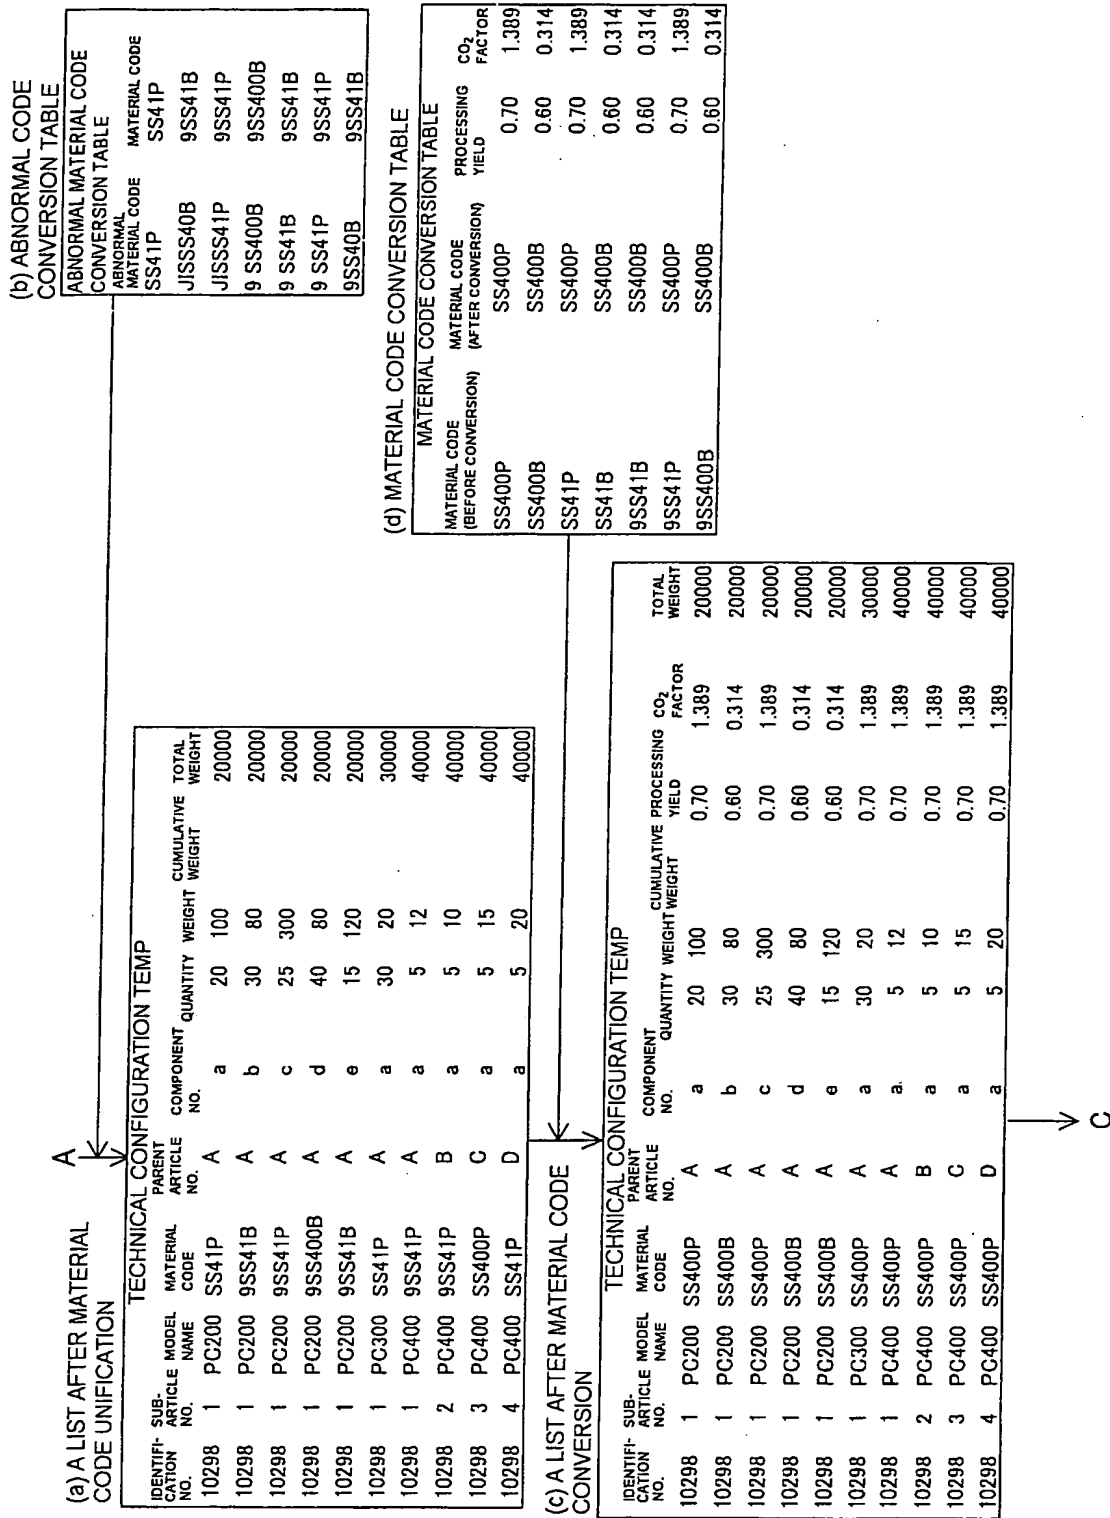 A
(a) A LIST AFTER MATERIAL
CODE UNIFICATION
TECHNICAL CONFIGURATION TEMP
IDENTIFI-CATION NO. SUB-ARTICLE NO. MODEL NAME MATERIAL CODE PARENT ARTICLE NO. COMPONENT NO. QUANTITY WEIGHT CUMULATIVE WEIGHT TOTAL WEIGHT
10298 1 PC200 SS41P A a 20 100 20000
10298 1 PC200 9SS41B A b 30 80 20000
10298 1 PC200 9SS41P A c 25 300 20000
10298 1 PC200 9SS400B A d 40 80 20000
10298 1 PC200 9SS41B A e 15 120 20000
10298 1 PC300 SS41P A a 30 20 30000
10298 1 PC400 9SS41P A a 5 12 40000
10298 2 PC400 9SS41P B a 5 10 40000
10298 3 PC400 SS400P C a 5 15 40000
10298 4 PC400 SS41P D a 5 20 40000
(b) ABNORMAL CODE
CONVERSION TABLE
ABNORMAL MATERIAL CODE
CONVERSION TABLE
ABNORMAL MATERIAL CODE MATERIAL CODE
SS41P SS41P
JISSS40B 9SS41B
JISSS41P 9SS41P
9 SS400B 9SS400B
9 SS41B 9SS41B
9 SS41P 9SS41P
9SS40B 9SS41B
(c) A LIST AFTER MATERIAL CODE
CONVERSION
TECHNICAL CONFIGURATION TEMP
IDENTIFI-CATION NO. SUB-ARTICLE NO. MODEL NAME MATERIAL CODE PARENT ARTICLE NO. COMPONENT NO. QUANTITY WEIGHT CUMULATIVE WEIGHT PROCESSING YIELD CO2 FACTOR TOTAL WEIGHT
10298 1 PC200 SS400P A a 20 100 0.70 1.389 20000
10298 1 PC200 SS400B A b 30 80 0.60 0.314 20000
10298 1 PC200 SS400P A c 25 300 0.70 1.389 20000
10298 1 PC200 SS400B A d 40 80 0.60 0.314 20000
10298 1 PC200 SS400B A e 15 120 0.60 0.314 20000
10298 1 PC300 SS400P A a 30 20 0.70 1.389 30000
10298 1 PC400 SS400P A a 5 12 0.70 1.389 40000
10298 2 PC400 SS400P B a 5 10 0.70 1.389 40000
10298 3 PC400 SS400P C a 5 15 0.70 1.389 40000
10298 4 PC400 SS400P D a 5 20 0.70 1.389 40000
(d) MATERIAL CODE CONVERSION TABLE
MATERIAL CODE CONVERSION TABLE
MATERIAL CODE (BEFORE CONVERSION) MATERIAL CODE (AFTER CONVERSION) PROCESSING YIELD CO2 FACTOR
SS400P SS400P 0.70 1.389
SS400B SS400B 0.60 0.314
SS41P SS400P 0.70 1.389
SS41B SS400B 0.60 0.314
9SS41B SS400B 0.60 0.314
9SS41P SS400P 0.70 1.389
9SS400B SS400B 0.60 0.314
C